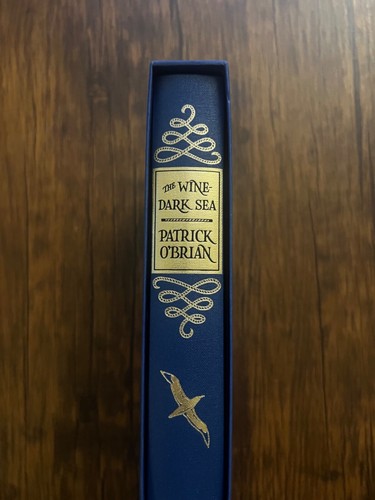 THE WINE-
DARK SEA
PATRICK
O'BRIAN